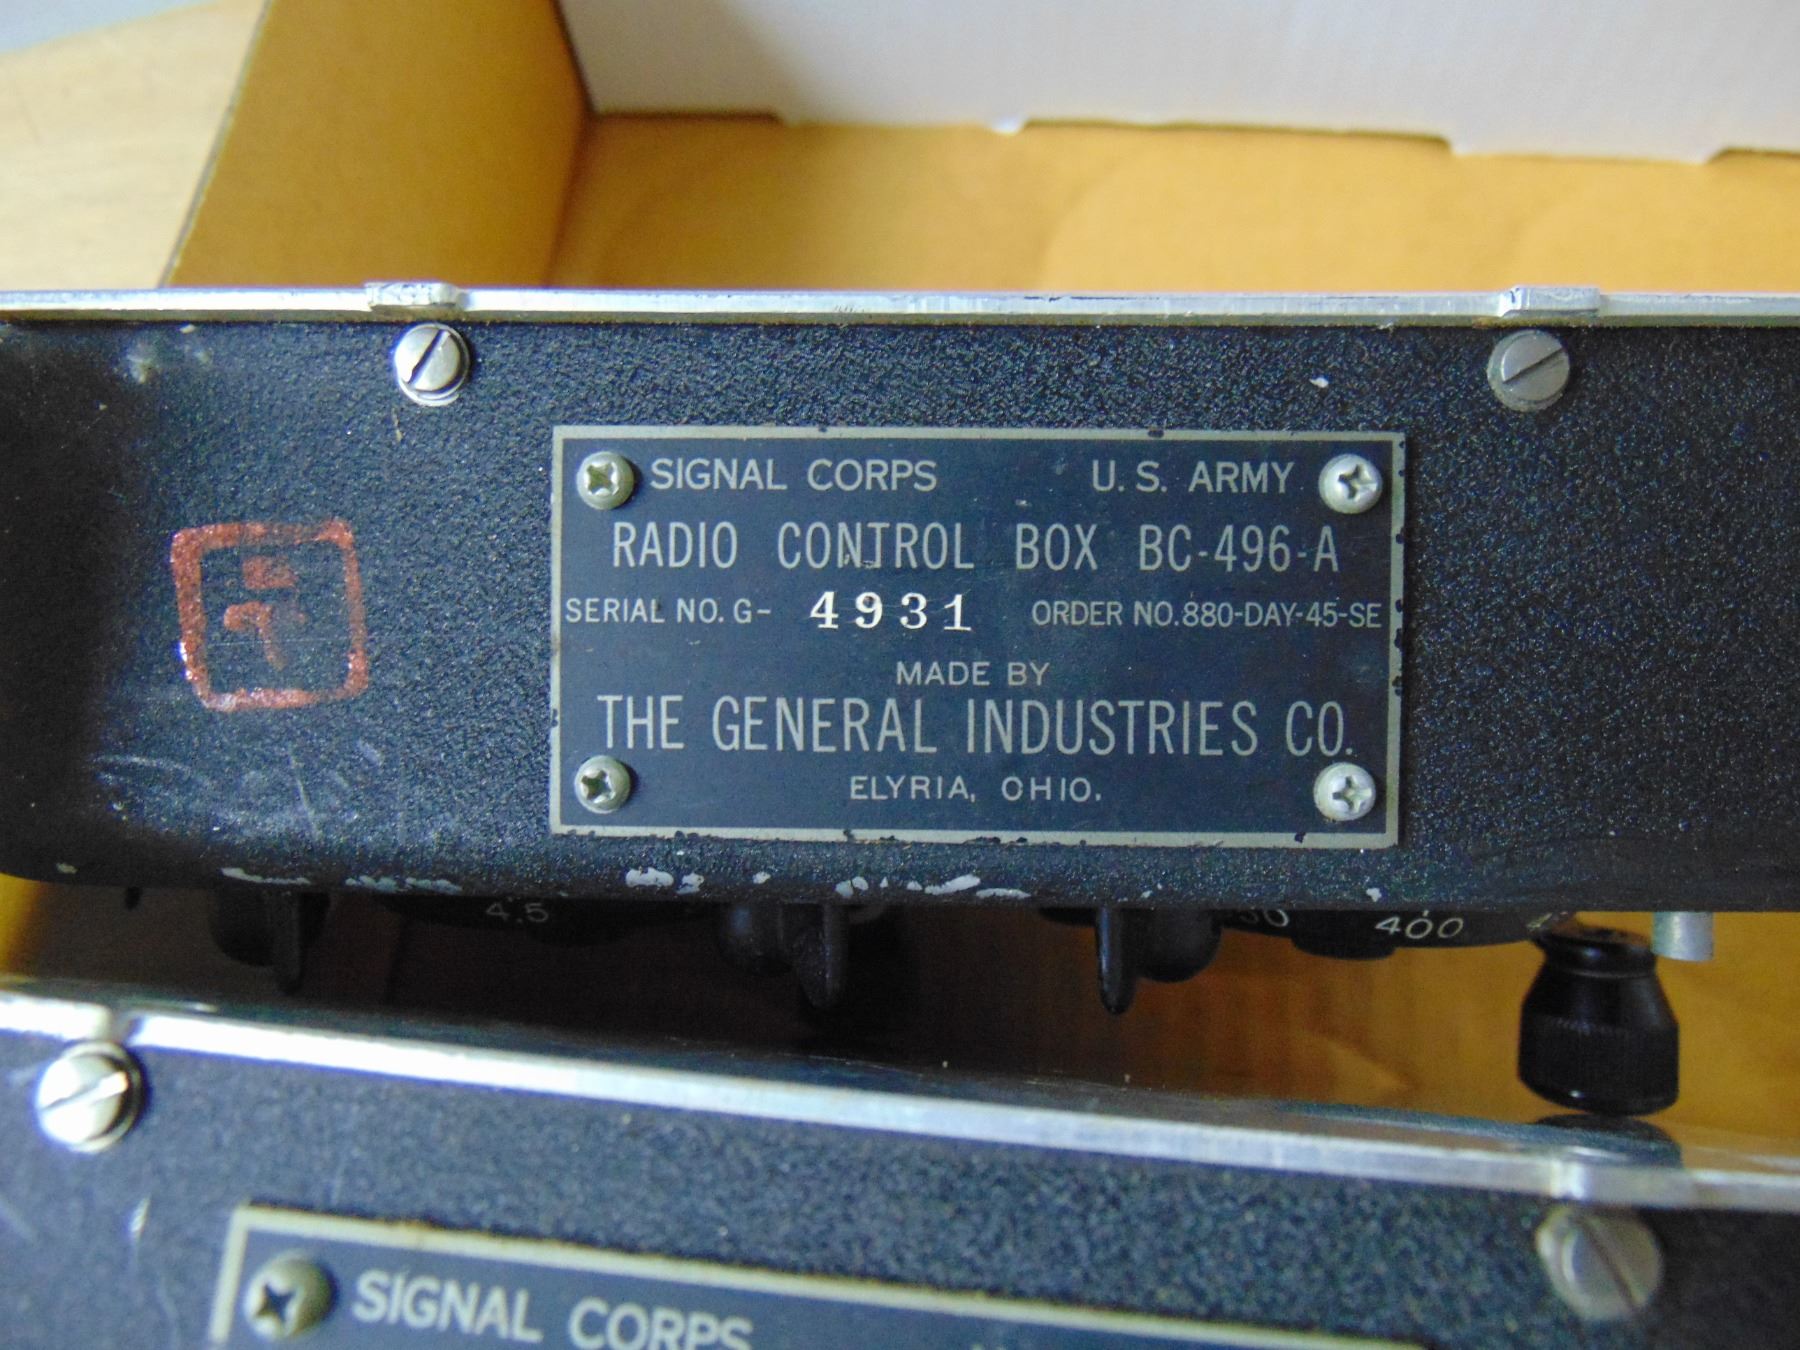 SIGNAL CORPS U. S. ARMY
RADIO CONTROL BOX BC-496-A
SERIAL NO. G- 4931 ORDER NO. 880-DAY-45-SE
MADE BY
THE GENERAL INDUSTRIES CO.
ELYRIA, OHIO.
4.5
400
SIGNAL CORPS